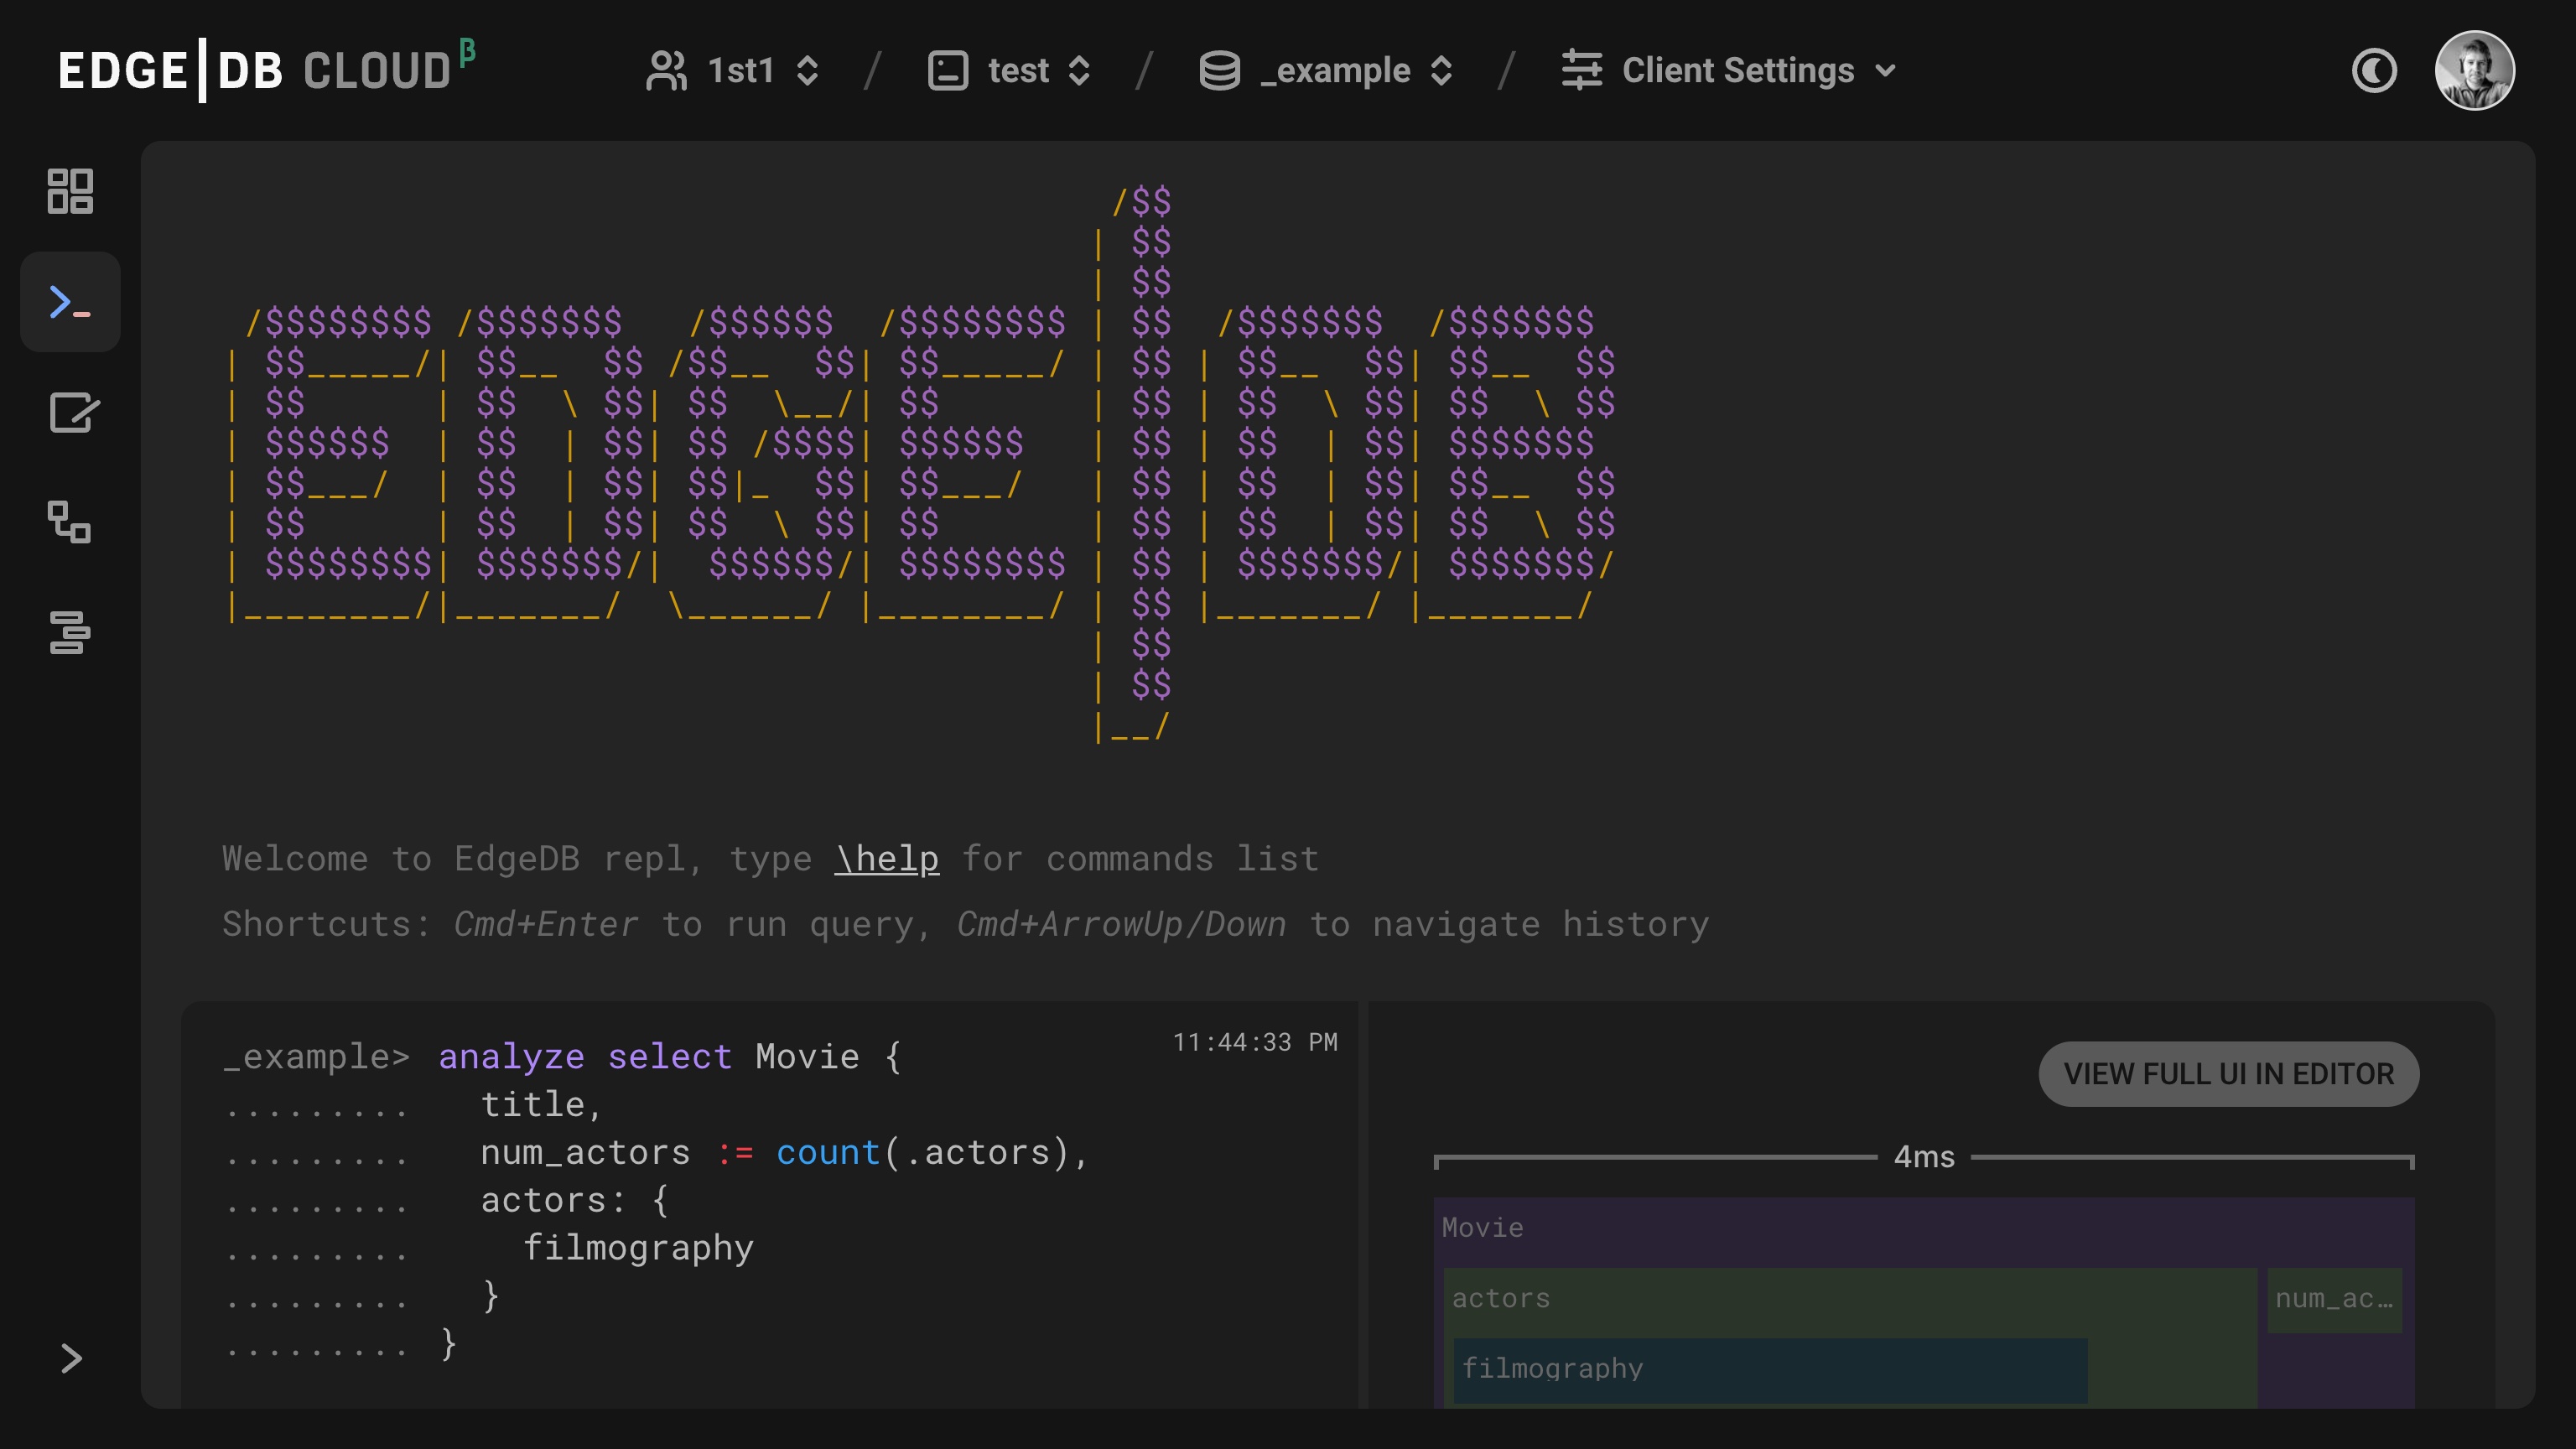 EDGE|DB CLOUD β
1st1 / test / _example / Client Settings
                                          /$$
                                         | $$
                                         | $$
 /$$$$$$$$ /$$$$$$$   /$$$$$$  /$$$$$$$$ | $$  /$$$$$$$  /$$$$$$$
| $$_____/| $$__  $$ /$$__  $$| $$_____/ | $$ | $$__  $$| $$__  $$
| $$      | $$  \ $$| $$  \__/| $$       | $$ | $$  \ $$| $$  \ $$
| $$$$$$  | $$  | $$| $$ /$$$$| $$$$$$   | $$ | $$  | $$| $$$$$$$
| $$___/  | $$  | $$| $$|_  $$| $$___/   | $$ | $$  | $$| $$__  $$
| $$      | $$  | $$| $$  \ $$| $$       | $$ | $$  | $$| $$  \ $$
| $$$$$$$$| $$$$$$$/|  $$$$$$/| $$$$$$$$ | $$ | $$$$$$$/| $$$$$$$/
|________/|_______/  \______/ |________/ | $$ |_______/ |_______/
                                         | $$
                                         | $$
                                         |__/
Welcome to EdgeDB repl, type \help for commands list
Shortcuts: Cmd+Enter to run query, Cmd+ArrowUp/Down to navigate history
_example> analyze select Movie {
.........   title,
.........   num_actors := count(.actors),
.........   actors: {
.........     filmography
.........   }
......... }
11:44:33 PM
VIEW FULL UI IN EDITOR
4ms
Movie
actors
num_ac…
filmography